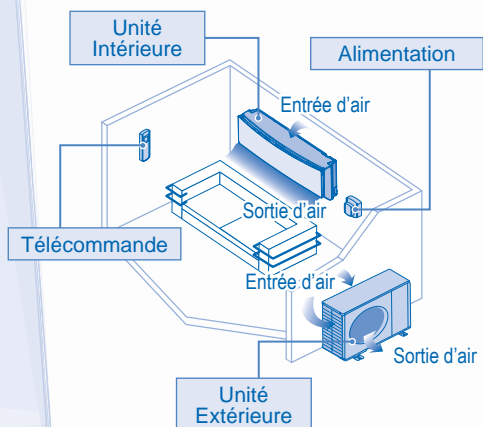 Unité
Intérieure
Alimentation
Entrée d'air
Sortie d'air
Télécommande
Entrée d'air
Sortie d'air
Unité
Extérieure